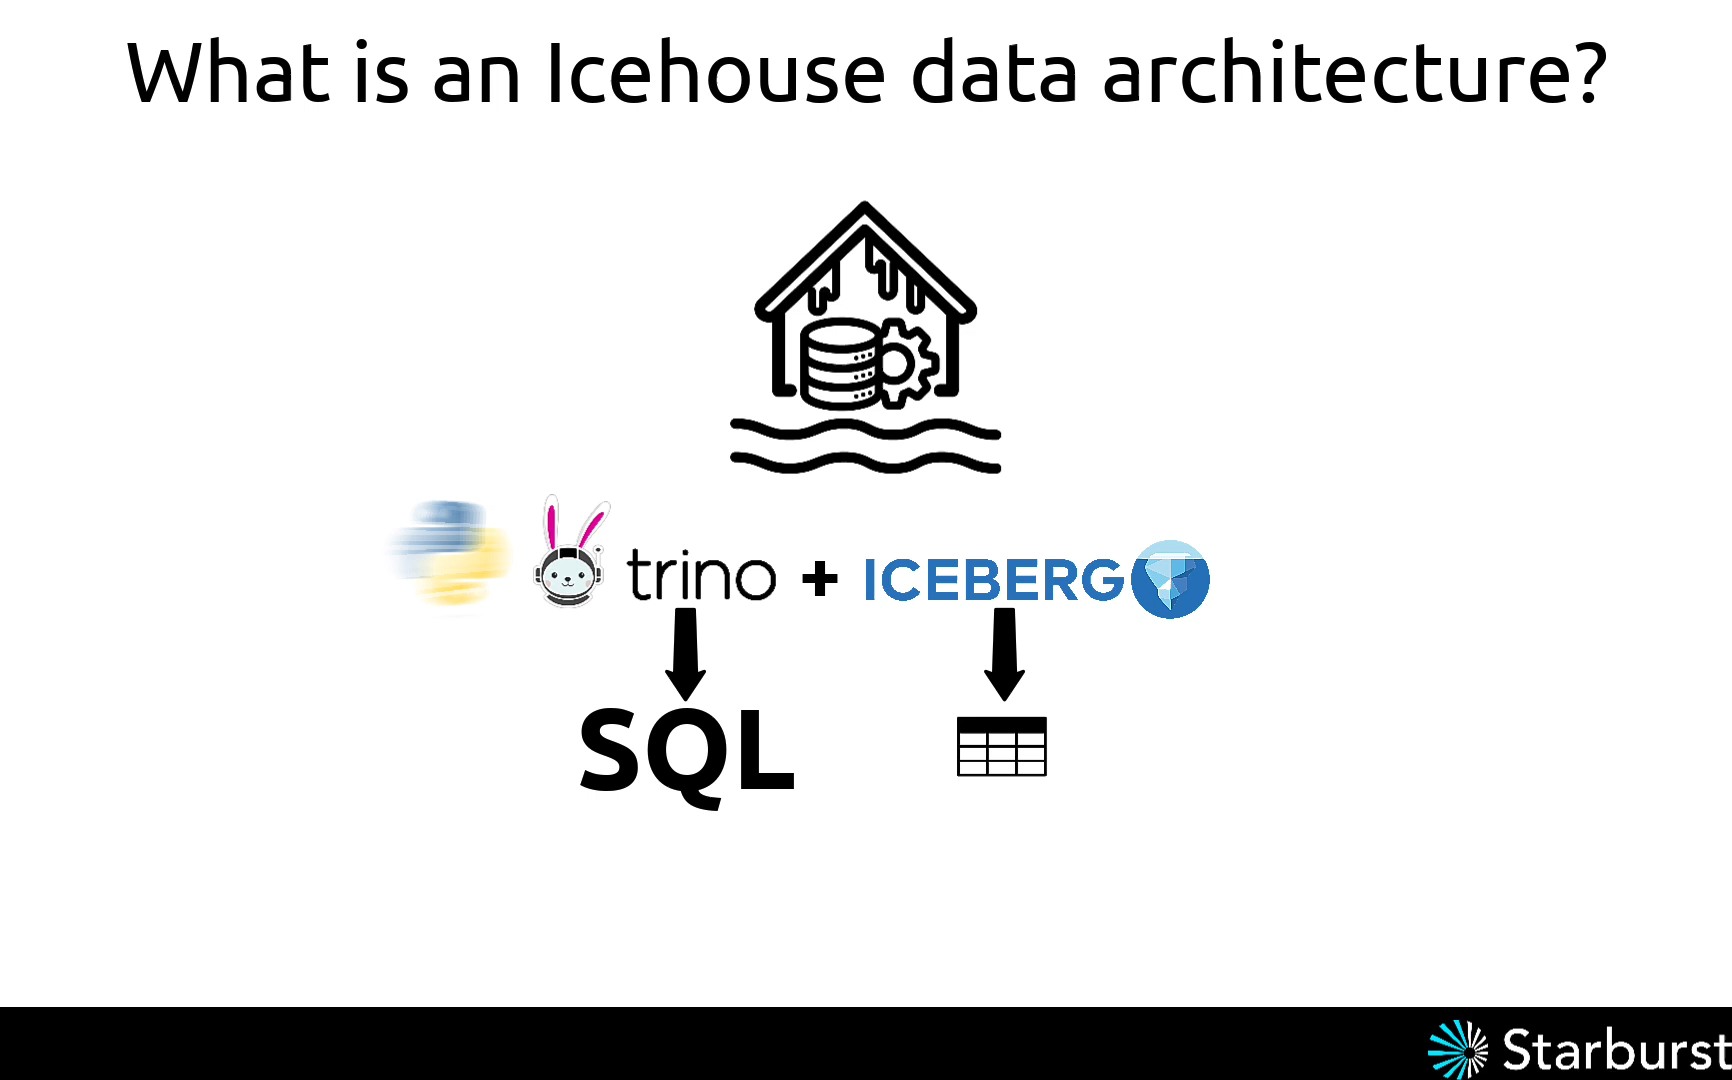 What is an Icehouse data architecture?
trino + ICEBERG
SQL
Starburst